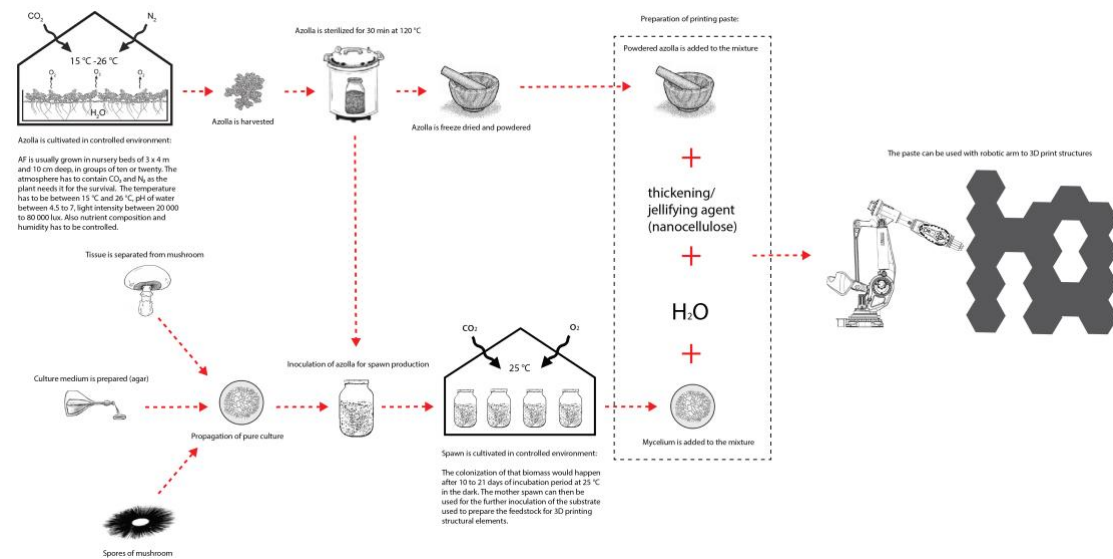 CO₂
N₂
15 °C -26 °C
O₂
O₂
O₂
H₂O
Azolla is cultivated in controlled environment:
AF is usually grown in nursery beds of 3 x 4 m
and 10 cm deep, in groups of ten or twenty. The
atmosphere has to contain CO₂ and N₂ as the
plant needs it for the survival. The temperature
has to be between 15 °C and 26 °C, pH of water
between 4.5 to 7, light intensity between 20 000
to 80 000 lux. Also nutrient composition and
humidity has to be controlled.
Azolla is harvested
Azolla is sterilized for 30 min at 120 °C
Azolla is freeze dried and powdered
Preparation of printing paste:
Powdered azolla is added to the mixture
+
thickening/
jellifying agent
(nanocellulose)
+
H₂O
+
Mycelium is added to the mixture
The paste can be used with robotic arm to 3D print structures
Tissue is separated from mushroom
Culture medium is prepared (agar)
Spores of mushroom
Propagation of pure culture
Inoculation of azolla for spawn production
CO₂
O₂
25 °C
Spawn is cultivated in controlled environment:
The colonization of that biomass would happen
after 10 to 21 days of incubation period at 25 °C
in the dark. The mother spawn can then be
used for the further inoculation of the substrate
used to prepare the feedstock for 3D printing
structural elements.